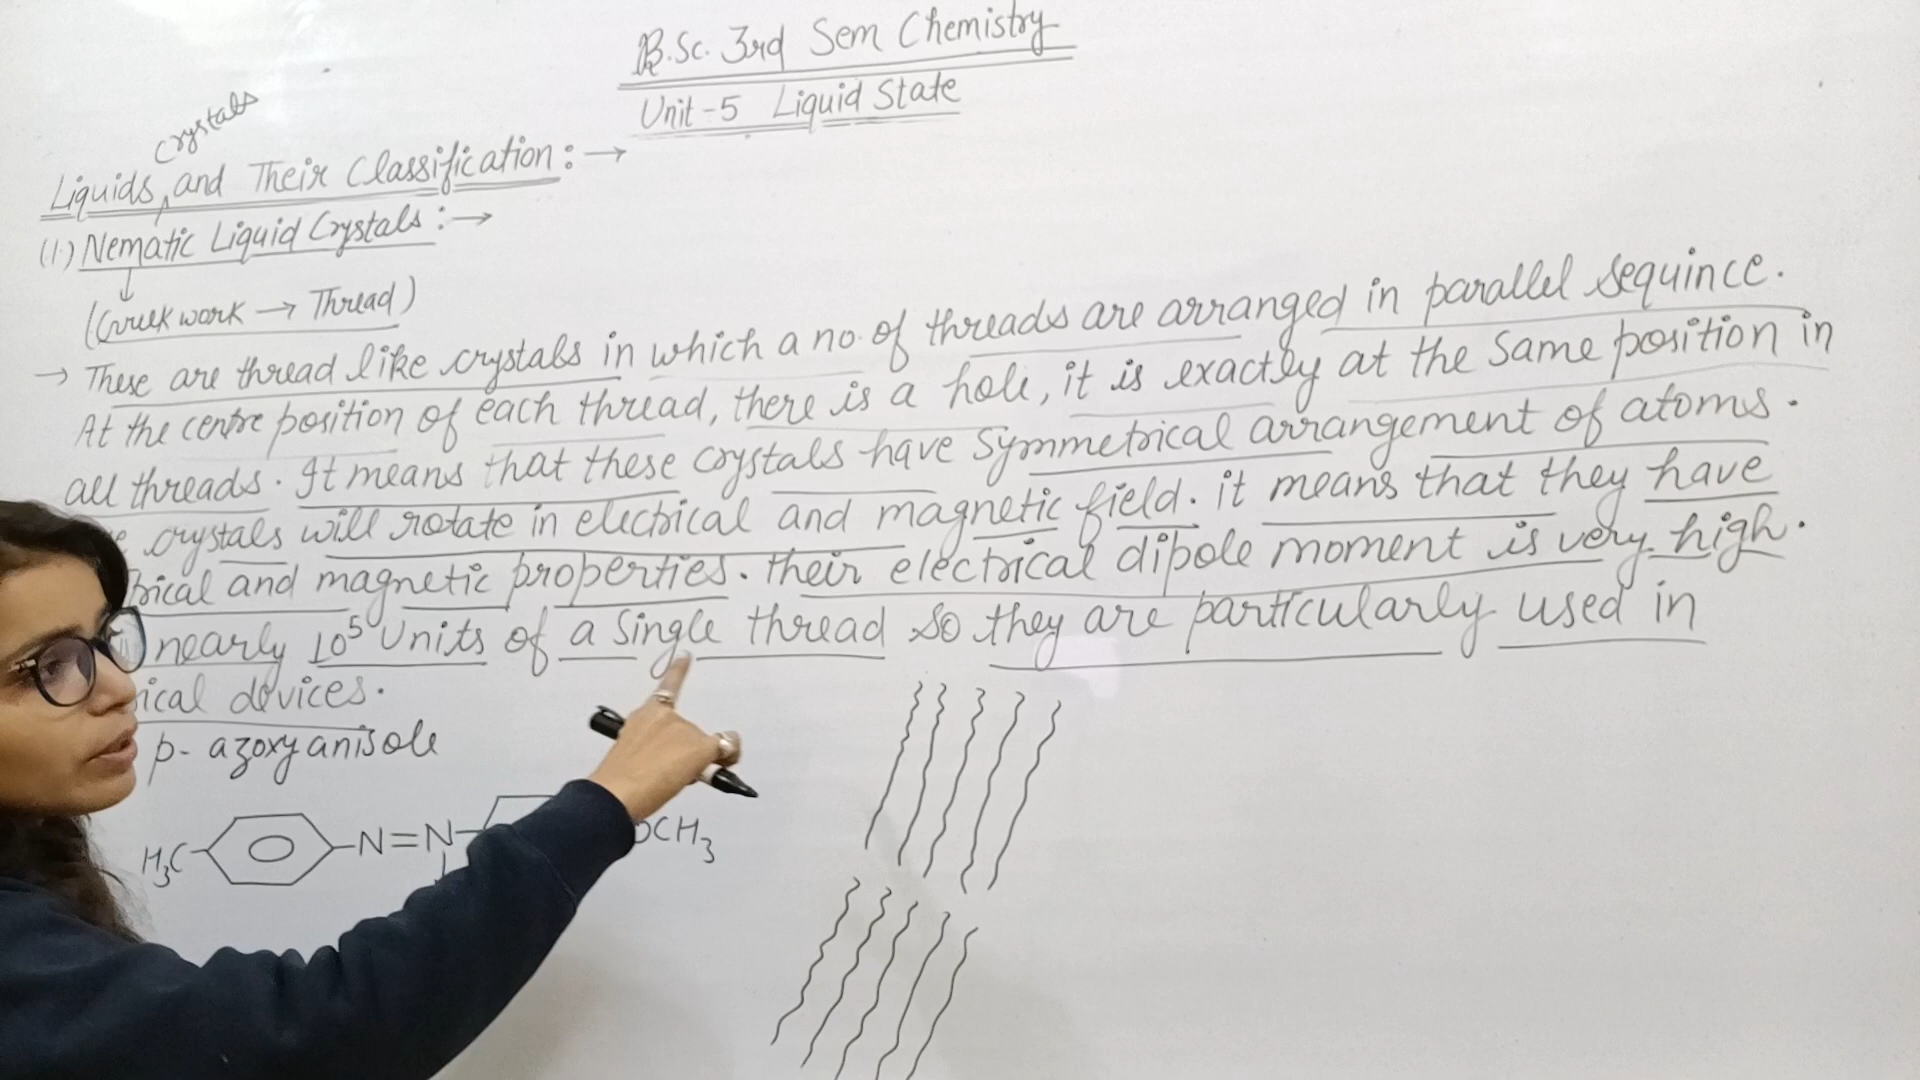 B.Sc. 3rd Sem Chemistry
Unit-5 Liquid State
crystals
Liquids and Their Classification :→
(1.) Nematic Liquid Crystals :→
(Greek work → Thread)
→ These are thread like crystals in which a no. of threads are arranged in parallel sequince.
At the centre position of each thread, there is a hole, it is exactly at the same position in
all threads. It means that these crystals have symmetrical arrangement of atoms.
crystals will rotate in electrical and magnetic field. it means that they have
and magnetic properties. their electrical dipole moment is very high.
nearly 10⁵ Units of a single thread so they are particularly used in
devices.
p- azoxyanisole
H₃C N=N OCH₃